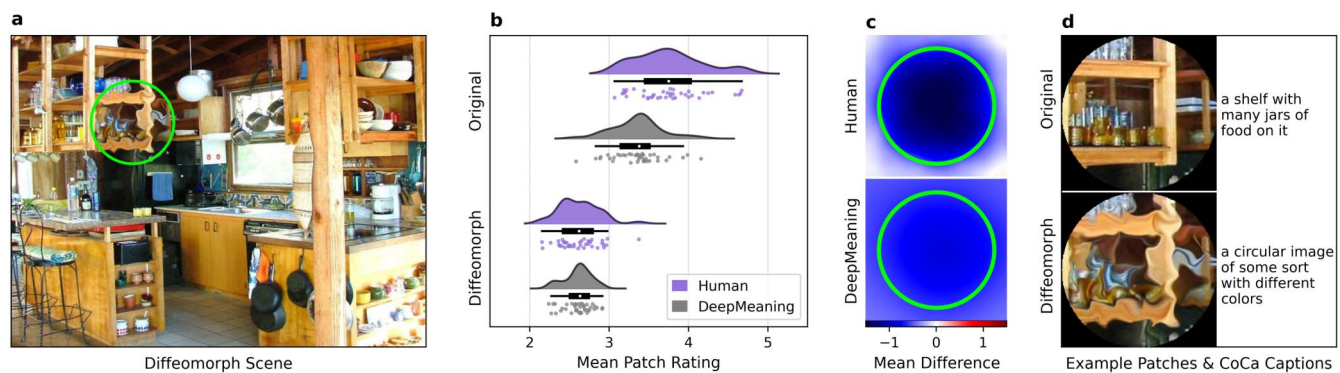 a
Diffeomorph Scene
b
Original
Diffeomorph
Human
DeepMeaning
2
3
4
5
Mean Patch Rating
c
Human
DeepMeaning
−1
0
1
Mean Difference
d
Original
Diffeomorph
a shelf with
many jars of
food on it
a circular image
of some sort
with different
colors
Example Patches & CoCa Captions